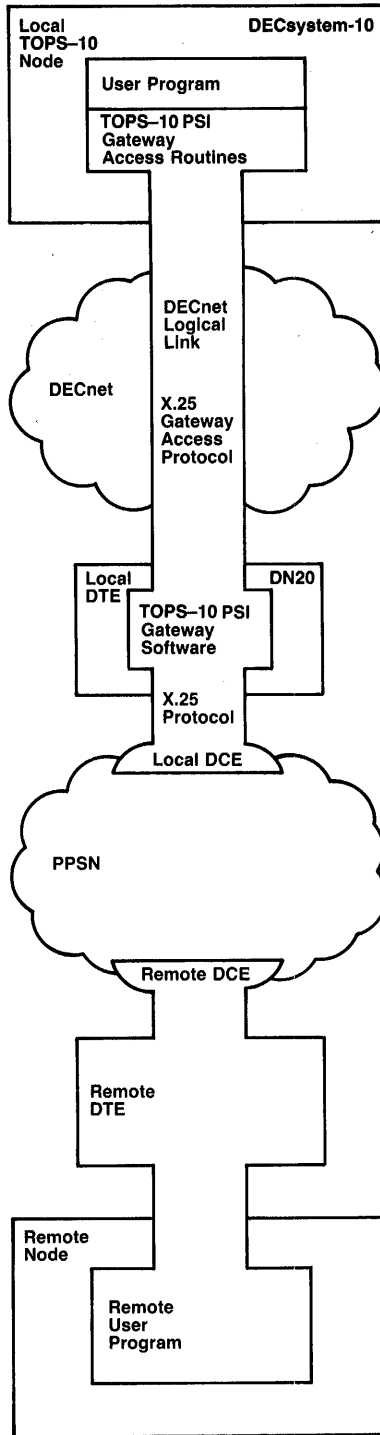 Local
TOPS–10
Node
DECsystem-10
User Program
TOPS–10 PSI
Gateway
Access Routines
DECnet
Logical
Link
DECnet
X.25
Gateway
Access
Protocol
Local
DTE
DN20
TOPS–10 PSI
Gateway
Software
X.25
Protocol
Local DCE
PPSN
Remote DCE
Remote
DTE
Remote
Node
Remote
User
Program